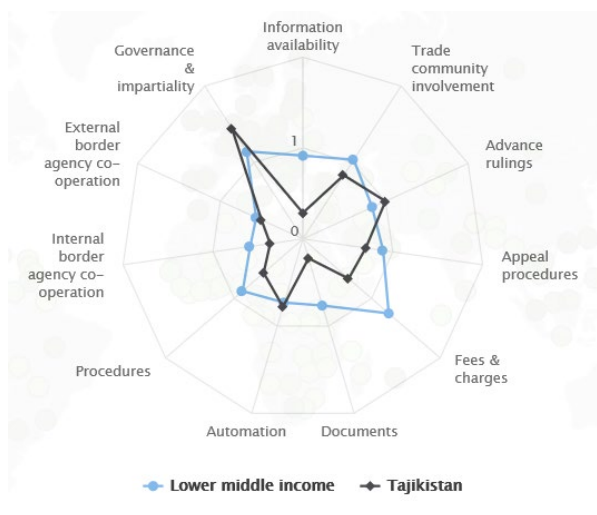 Information
availability
Trade
community
involvement
Advance
rulings
Appeal
procedures
Fees &
charges
Documents
Automation
Procedures
Internal
border
agency co-
operation
External
border
agency co-
operation
Governance
&
impartiality
1
0
Lower middle income
Tajikistan